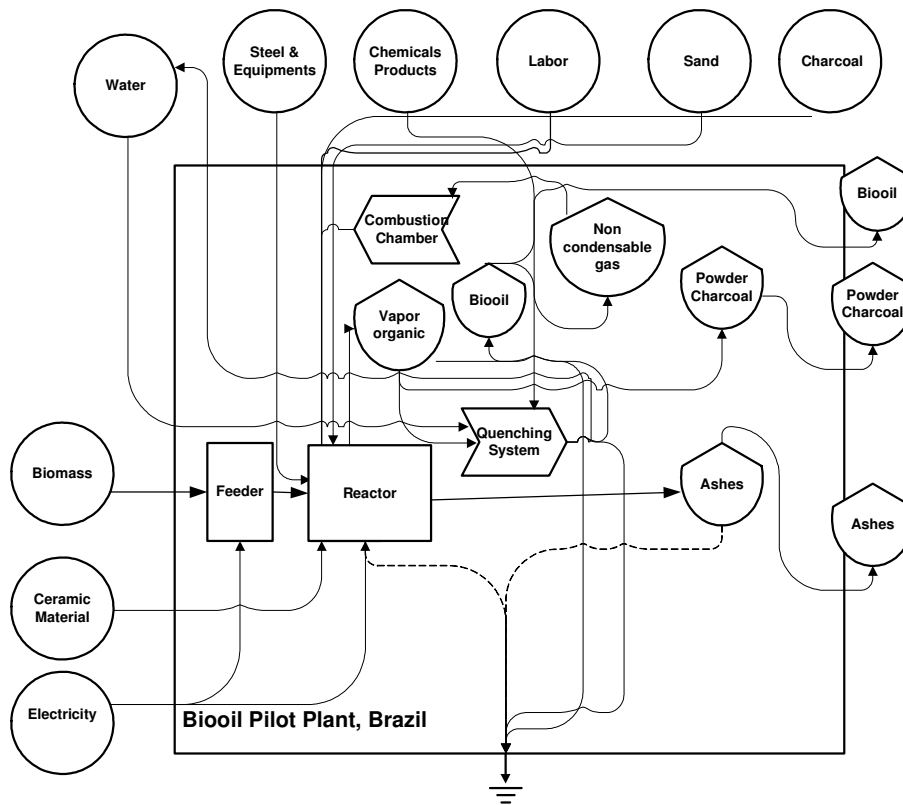 Steel &
Equipments
Chemicals
Products
Labor
Sand
Charcoal
Water
Biooil
Combustion
Chamber
Non
condensable
gas
Biooil
Vapor
organic
Powder
Charcoal
Powder
Charcoal
Quenching
System
Biomass
Feeder
Reactor
Ashes
Ashes
Ceramic
Material
Electricity
Biooil Pilot Plant, Brazil